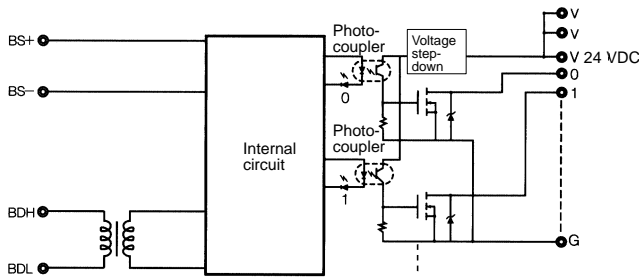 BS+
BS−
BDH
BDL
Internal
circuit
Photo-
coupler
0
Photo-
coupler
1
Voltage
step-
down
V
V
V 24 VDC
0
1
G